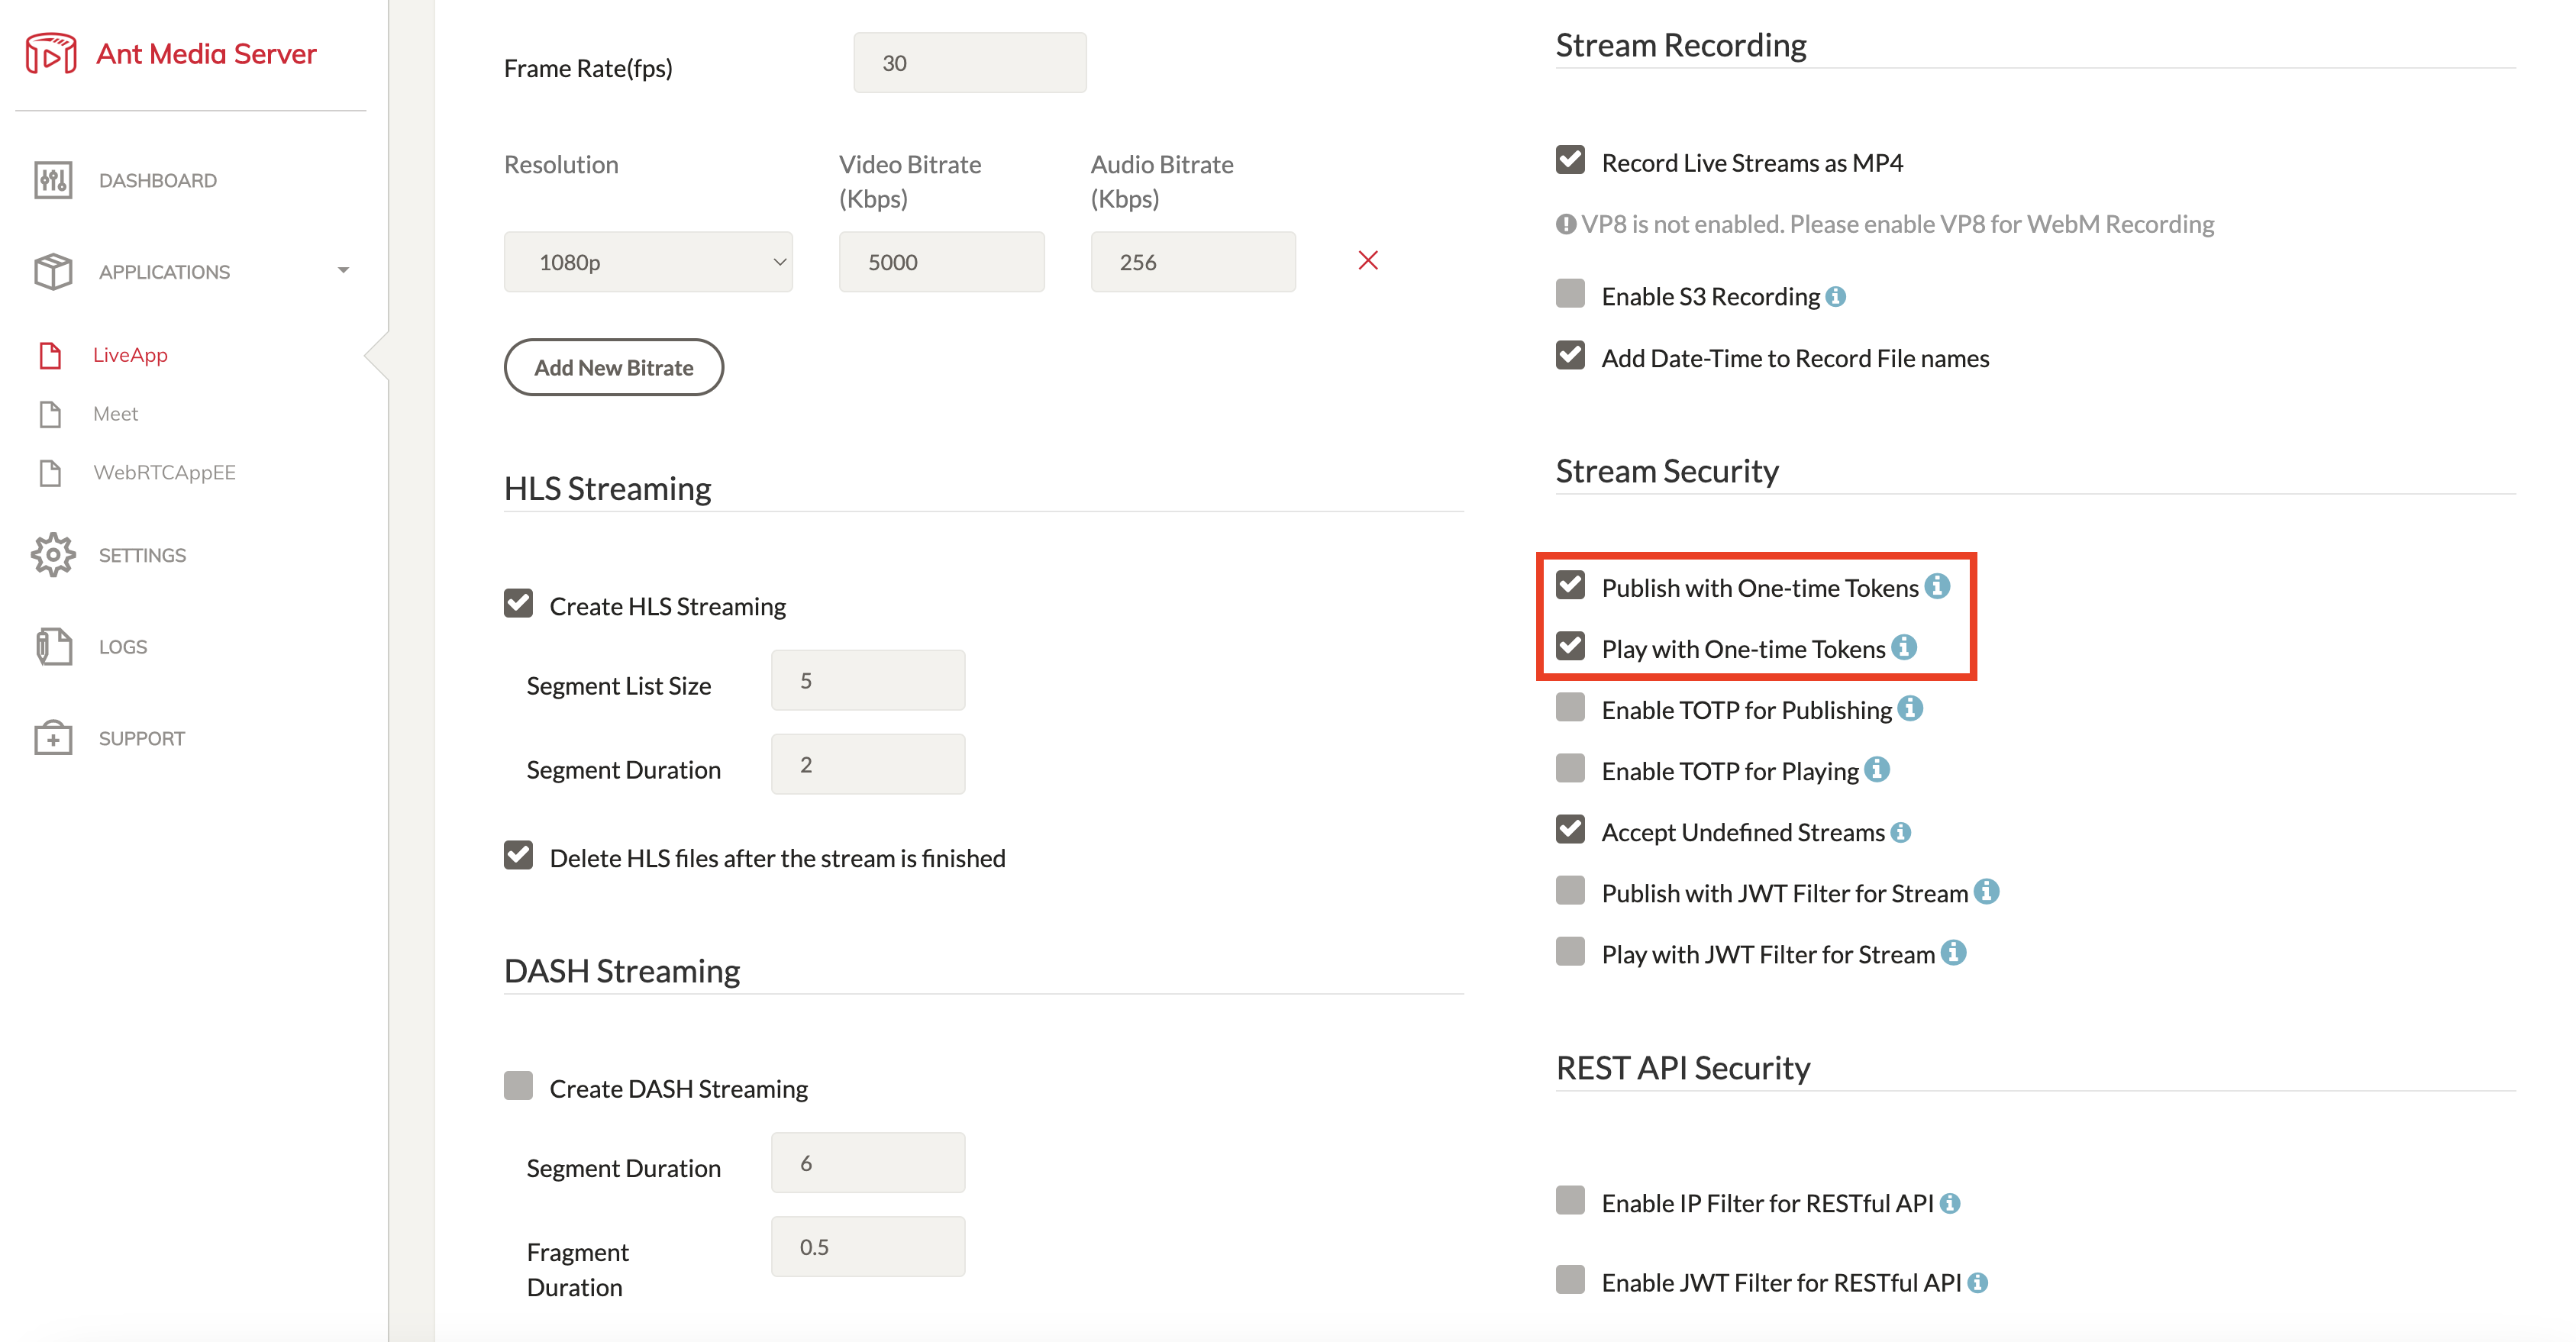 Ant Media Server
DASHBOARD
APPLICATIONS
LiveApp
Meet
WebRTCAppEE
SETTINGS
LOGS
SUPPORT
Frame Rate(fps)
30
Resolution
Video Bitrate
(Kbps)
Audio Bitrate
(Kbps)
1080p
5000
256
Add New Bitrate
HLS Streaming
Create HLS Streaming
Segment List Size
5
Segment Duration
2
Delete HLS files after the stream is finished
DASH Streaming
Create DASH Streaming
Segment Duration
6
Fragment
Duration
0.5
Stream Recording
Record Live Streams as MP4
VP8 is not enabled. Please enable VP8 for WebM Recording
Enable S3 Recording
Add Date-Time to Record File names
Stream Security
Publish with One-time Tokens
Play with One-time Tokens
Enable TOTP for Publishing
Enable TOTP for Playing
Accept Undefined Streams
Publish with JWT Filter for Stream
Play with JWT Filter for Stream
REST API Security
Enable IP Filter for RESTful API
Enable JWT Filter for RESTful API